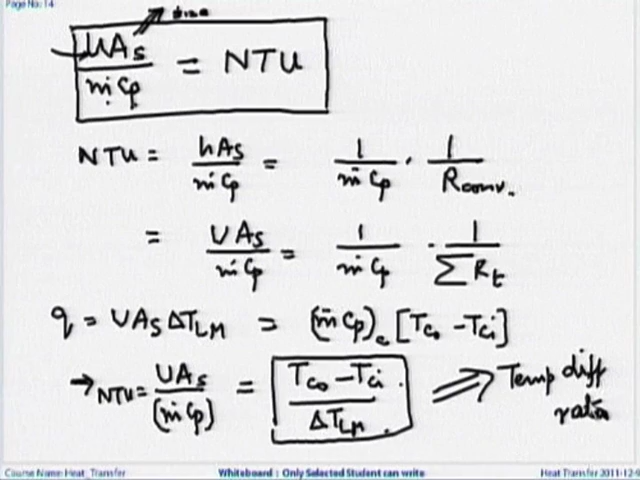 Page No: 14
size
UAs / ṁCp = NTU
NTU = hAs / ṁCp = 1 / ṁCp · 1 / Rconv.
= UAs / ṁCp = 1 / ṁCp · 1 / ΣRt
q = UAsΔTLM = (ṁCp)c [Tco - Tci]
→ NTU = UAs / (ṁCp) = Tco - Tci / ΔTLM ⇒ Temp diff ratio
Course Name: Heat_Transfer Whiteboard | Only Selected Student can write Heat Transfer 2011-12-